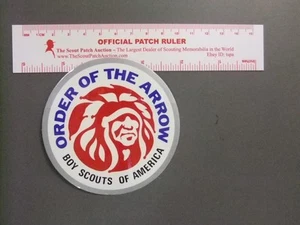 OFFICIAL PATCH RULER
The Scout Patch Auction - The Largest Dealer of Scouting Memorabilia in the World
www.TheScoutPatchAuction.com
ORDER OF THE ARROW
BOY SCOUTS OF AMERICA